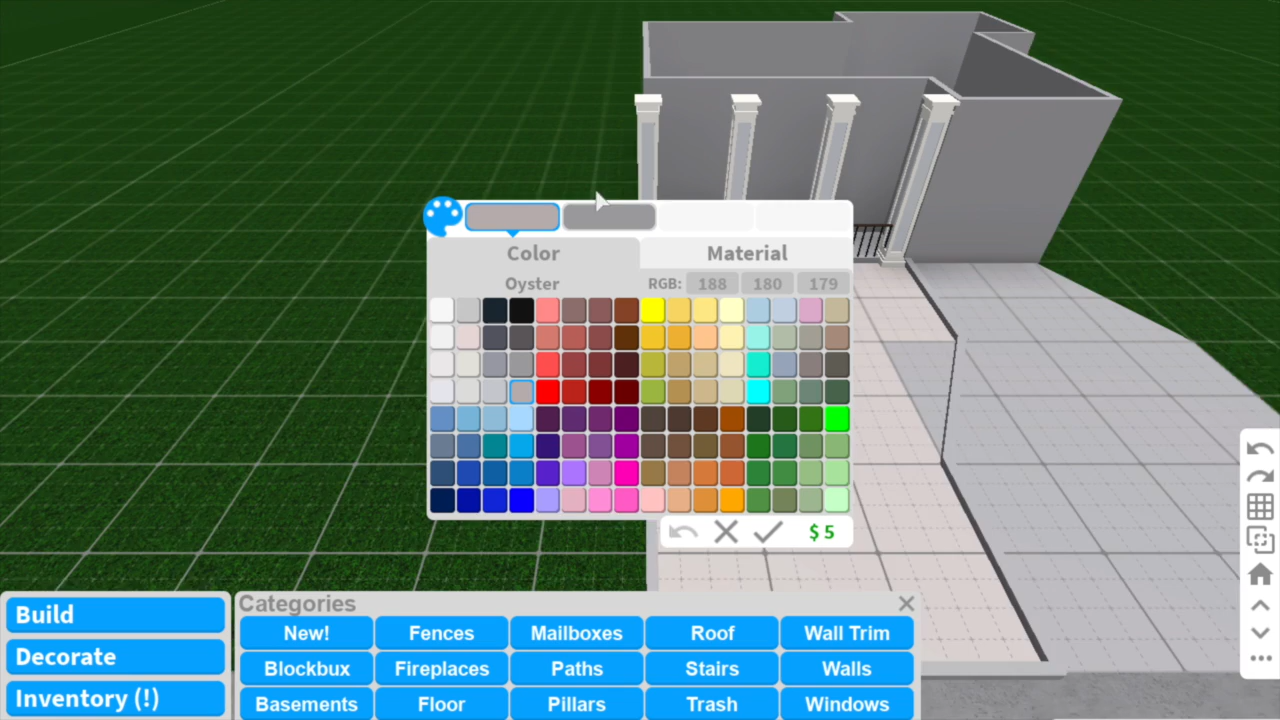 Color
Material
Oyster
RGB: 188 180 179
$ 5
Build
Decorate
Inventory (!)
Categories
New! Fences Mailboxes Roof Wall Trim
Blockbux Fireplaces Paths Stairs Walls
Basements Floor Pillars Trash Windows